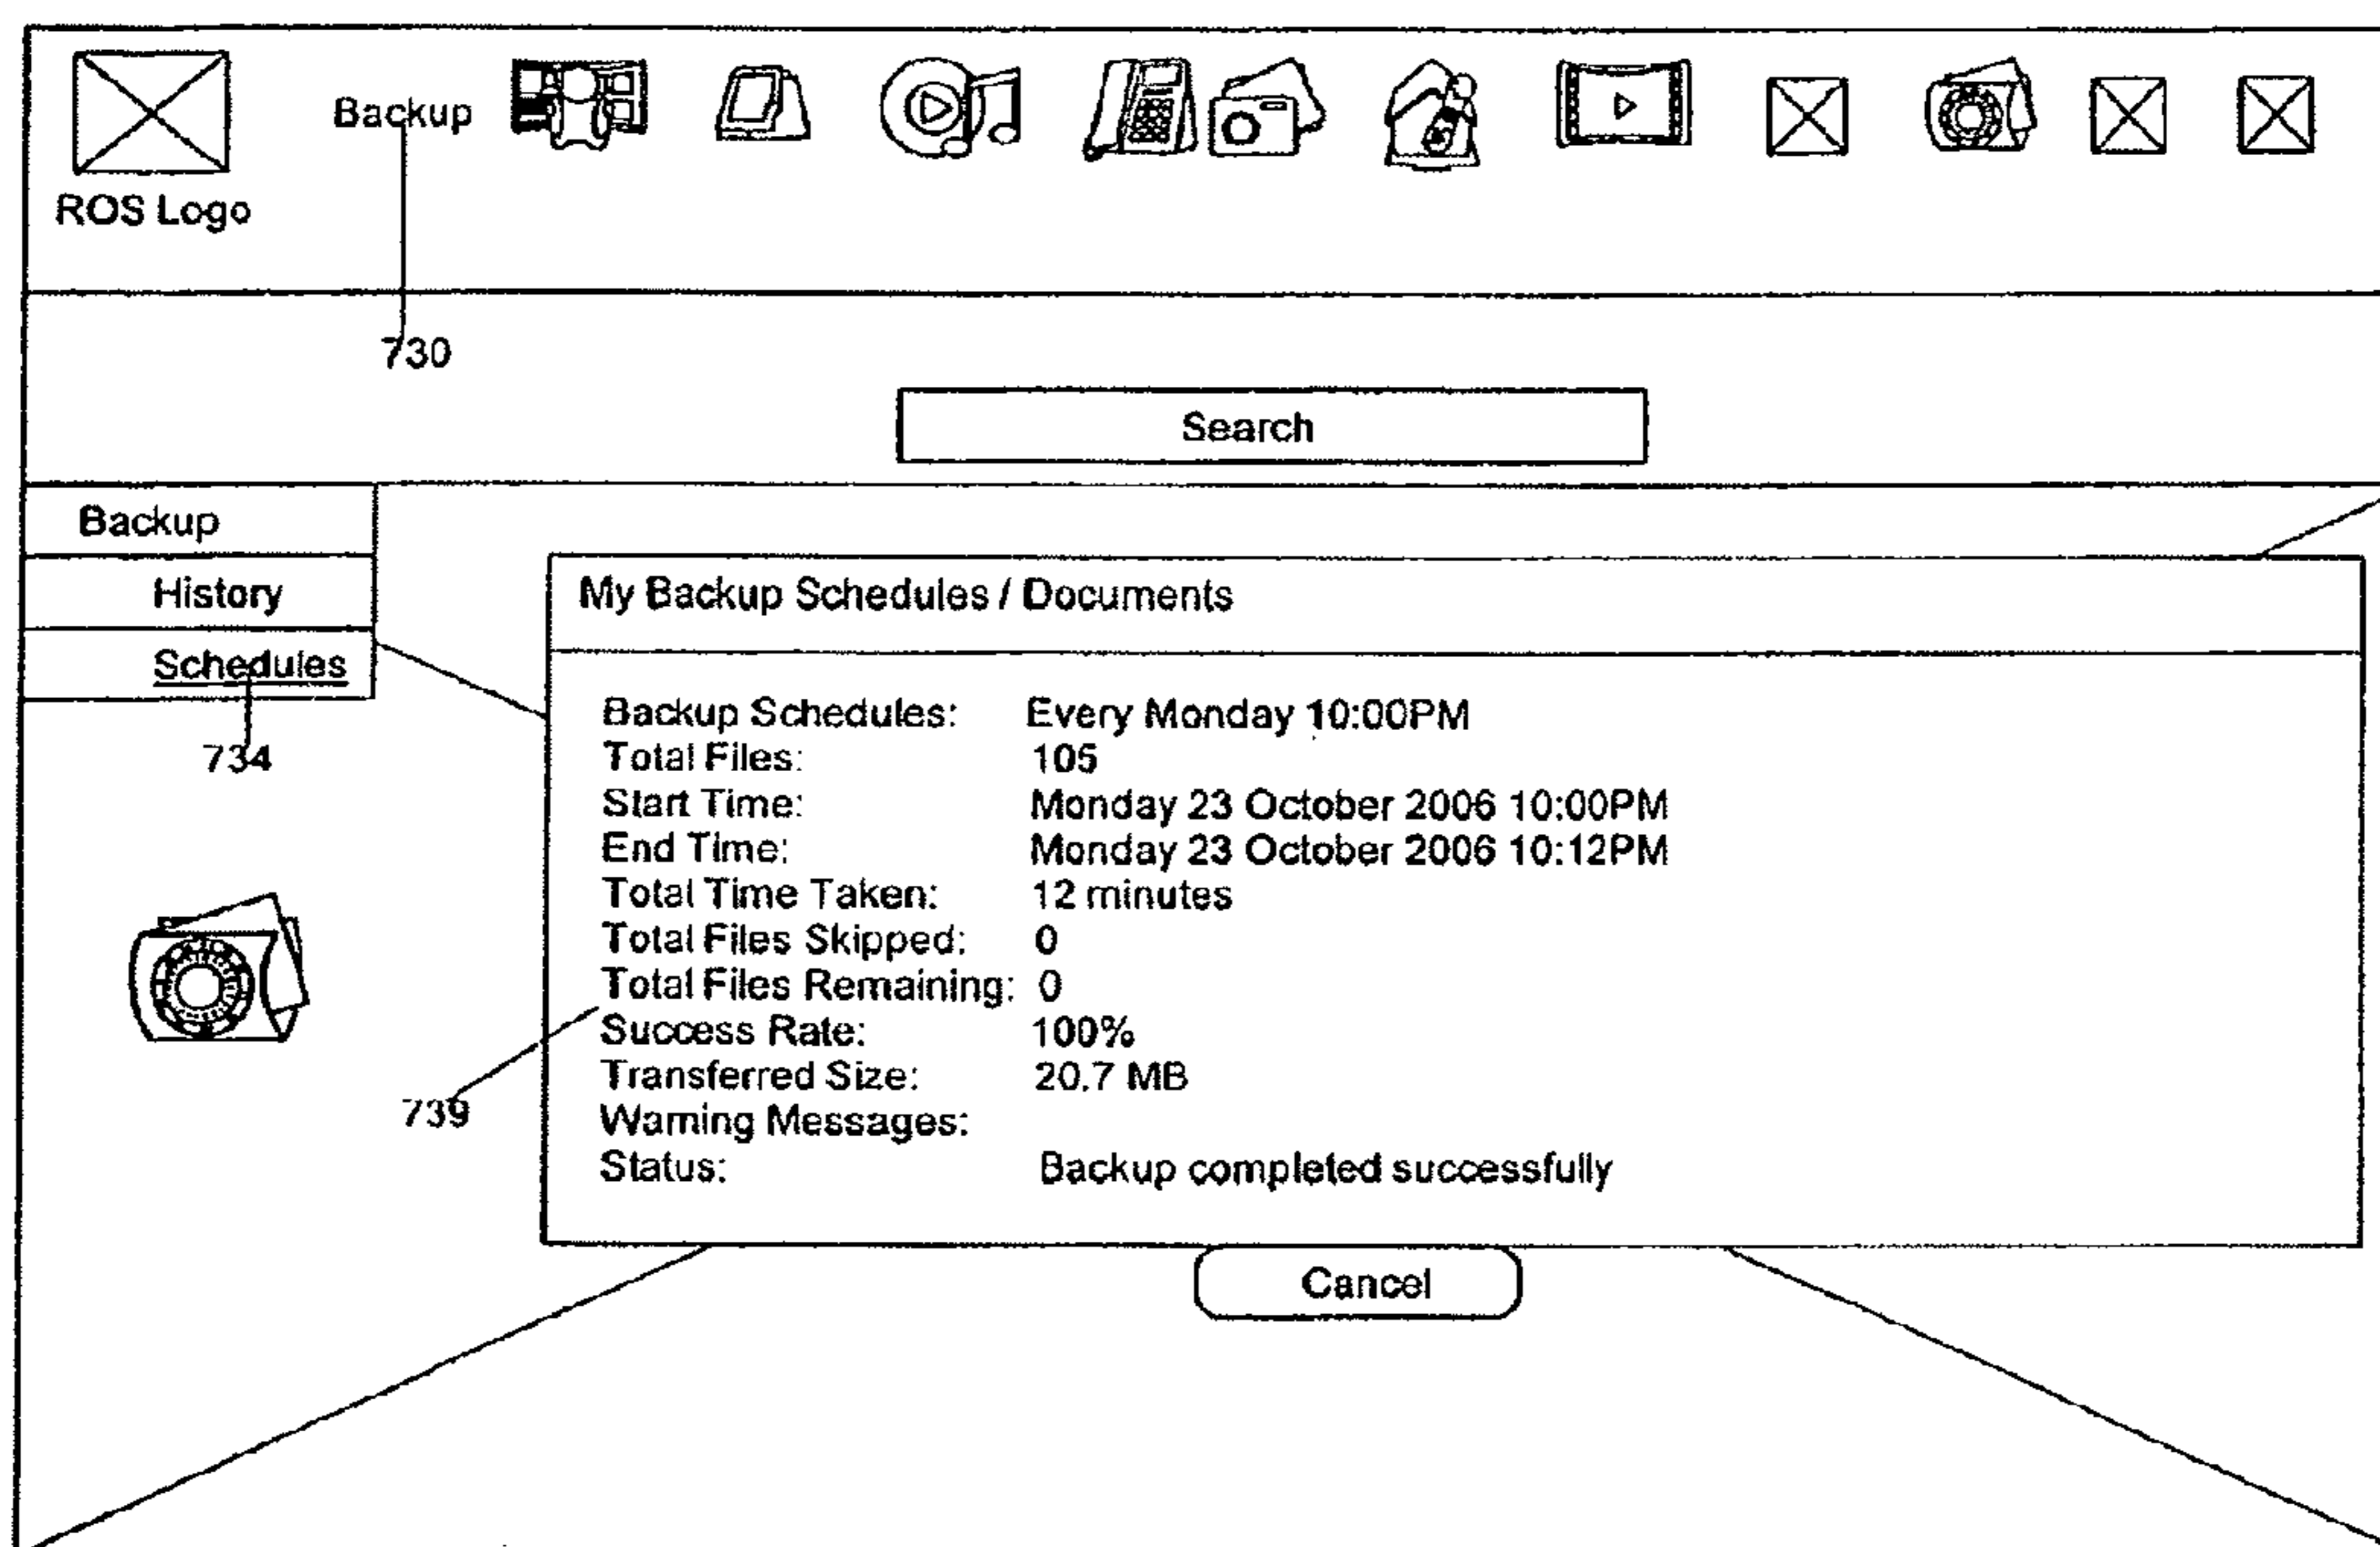 Backup
ROS Logo
730
Search
Backup
History
Schedules
734
My Backup Schedules / Documents
Backup Schedules: Every Monday 10:00PM
Total Files: 105
Start Time: Monday 23 October 2006 10:00PM
End Time: Monday 23 October 2006 10:12PM
Total Time Taken: 12 minutes
Total Files Skipped: 0
Total Files Remaining: 0
Success Rate: 100%
Transferred Size: 20.7 MB
Warning Messages:
Status: Backup completed successfully
739
Cancel